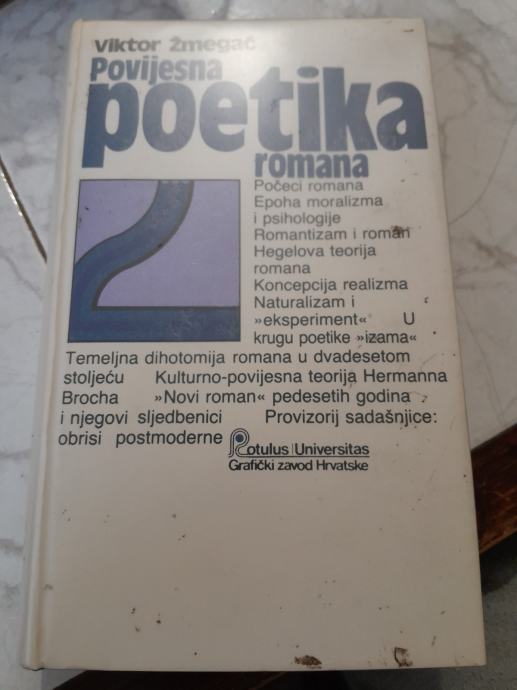 Viktor Žmegač
Povijesna
poetika
romana
Počeci romana
Epoha moralizma
i psihologije
Romantizam i roman
Hegelova teorija
romana
Koncepcija realizma
Naturalizam i
»eksperiment« U
krugu poetike »izama«
Temeljna dihotomija romana u dvadesetom
stoljeću Kulturno-povijesna teorija Hermanna
Brocha »Novi roman« pedesetih godina
i njegovi sljedbenici Provizorij sadašnjice:
obrisi postmoderne
Rotulus Universitas
Grafički zavod Hrvatske